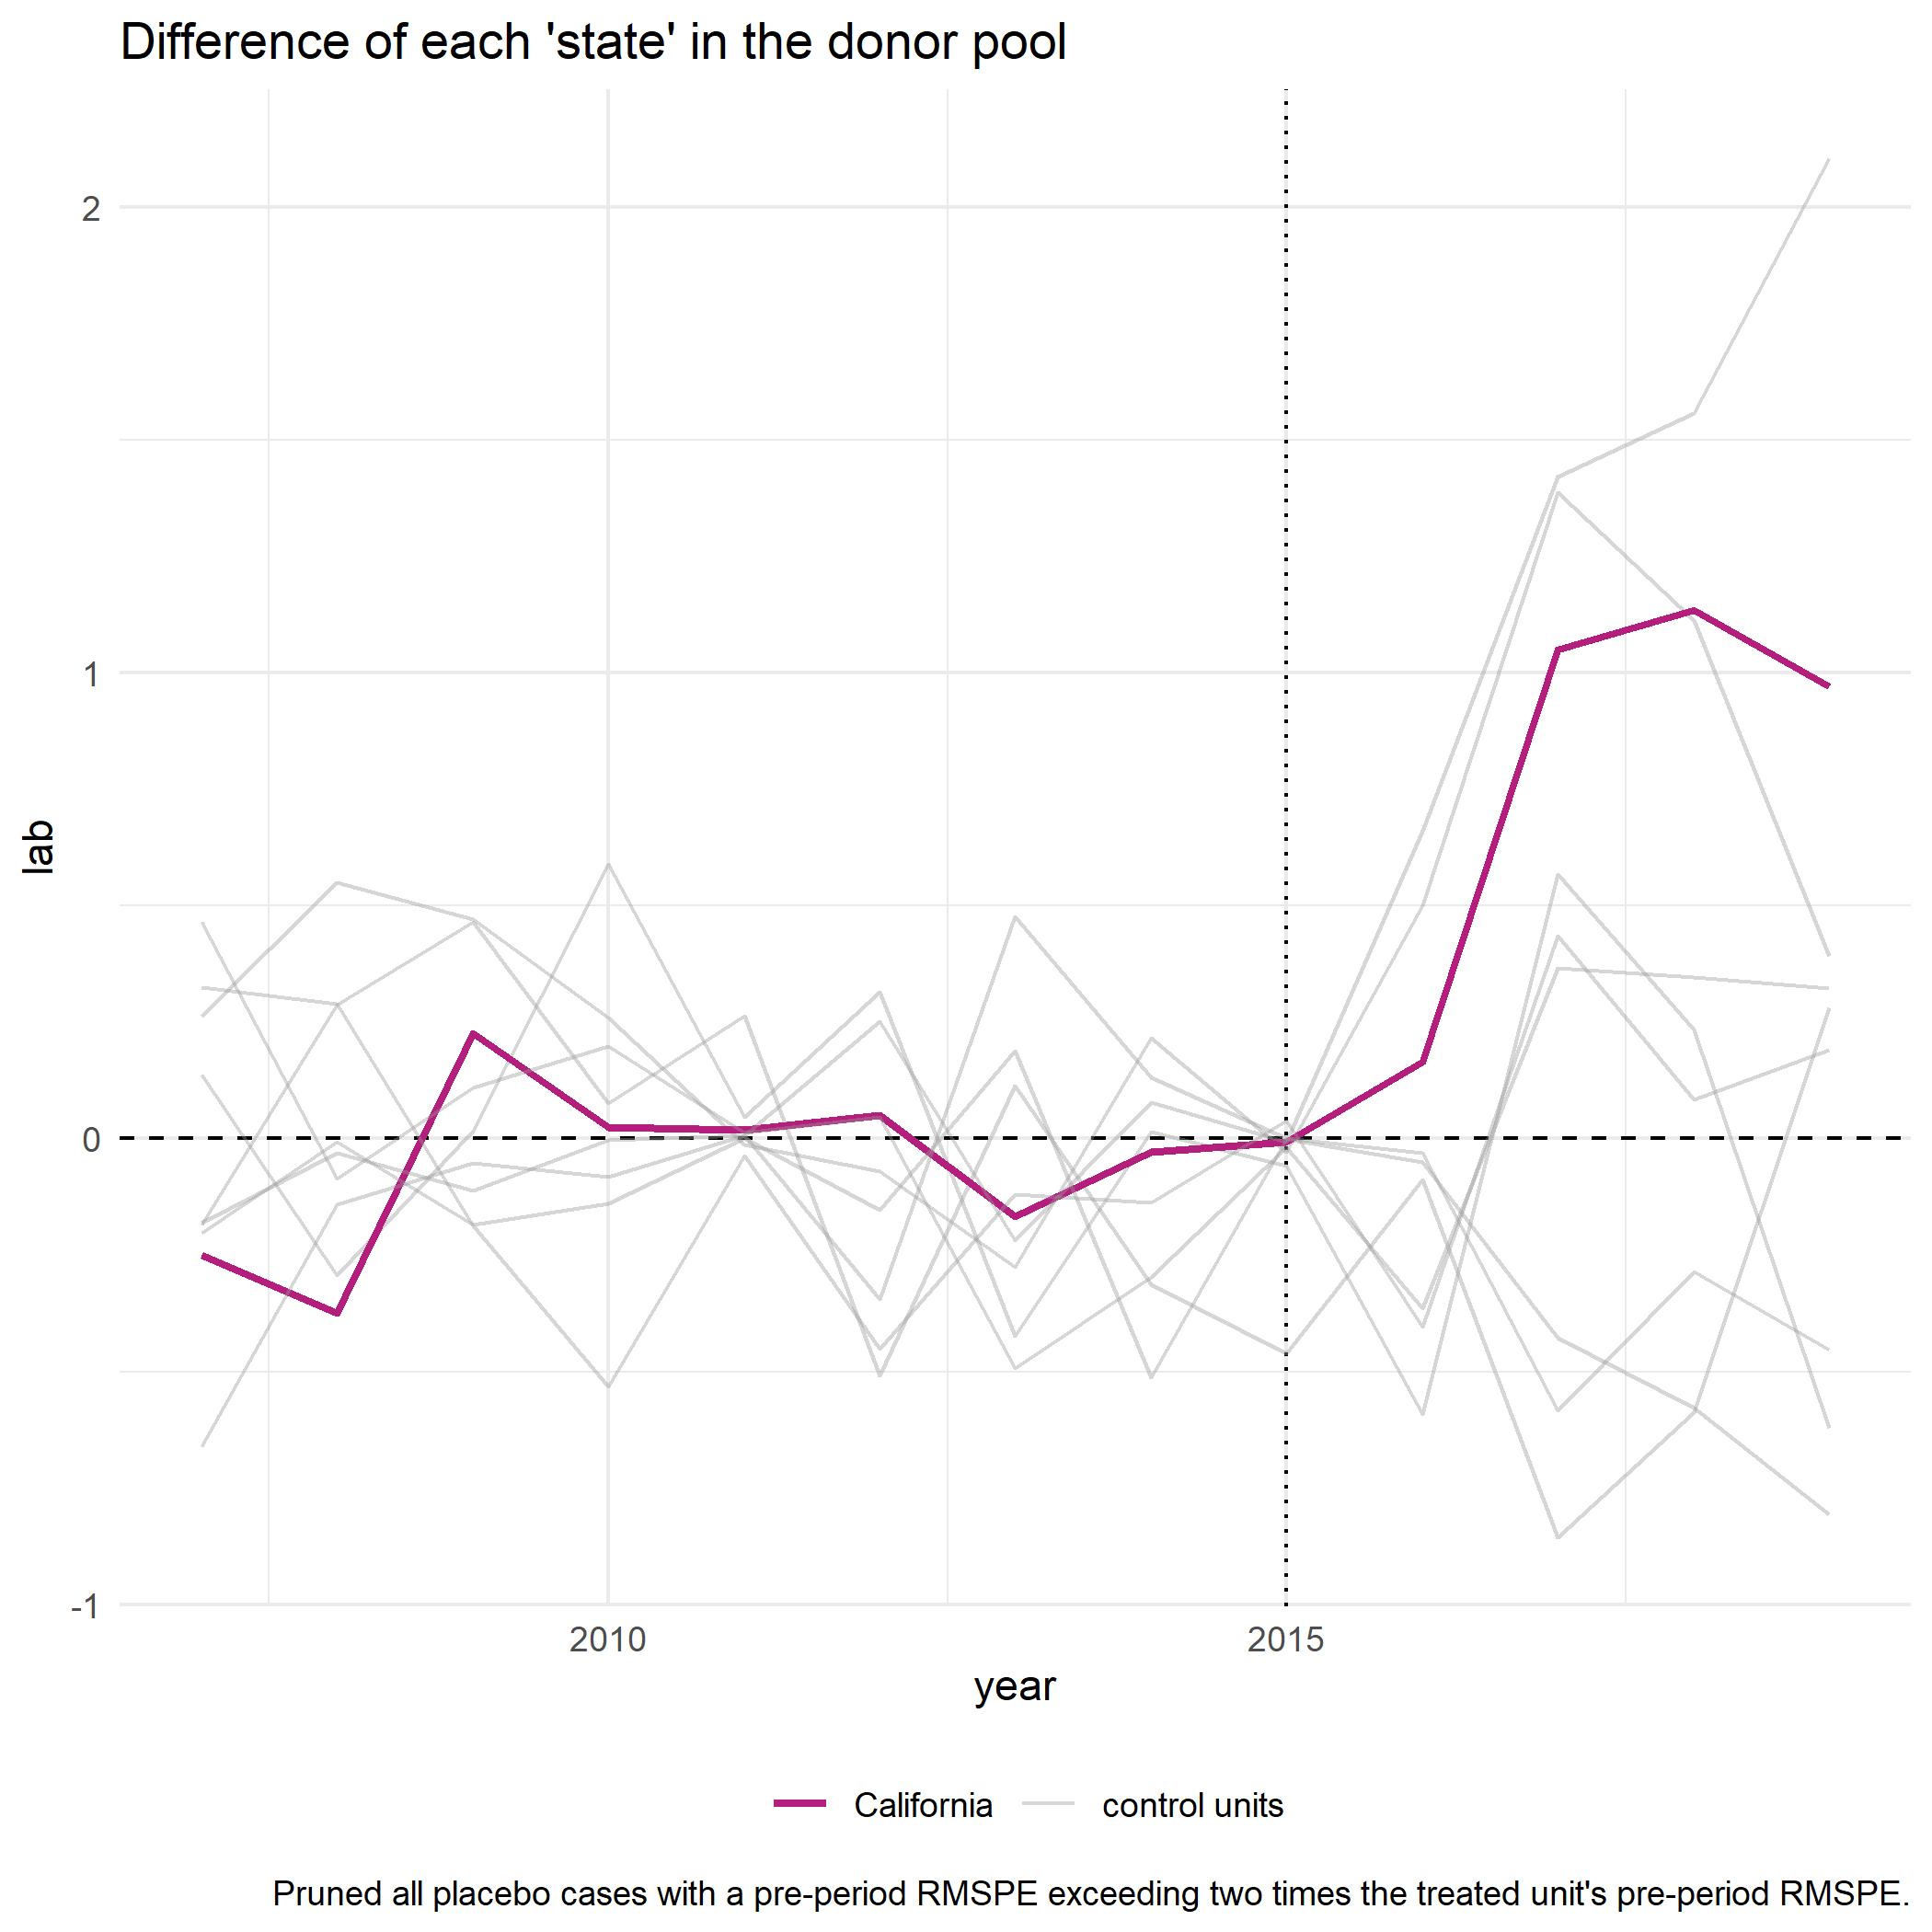 Difference of each 'state' in the donor pool
2
1
0
-1
lab
2010
2015
year
California
control units
Pruned all placebo cases with a pre-period RMSPE exceeding two times the treated unit's pre-period RMSPE.